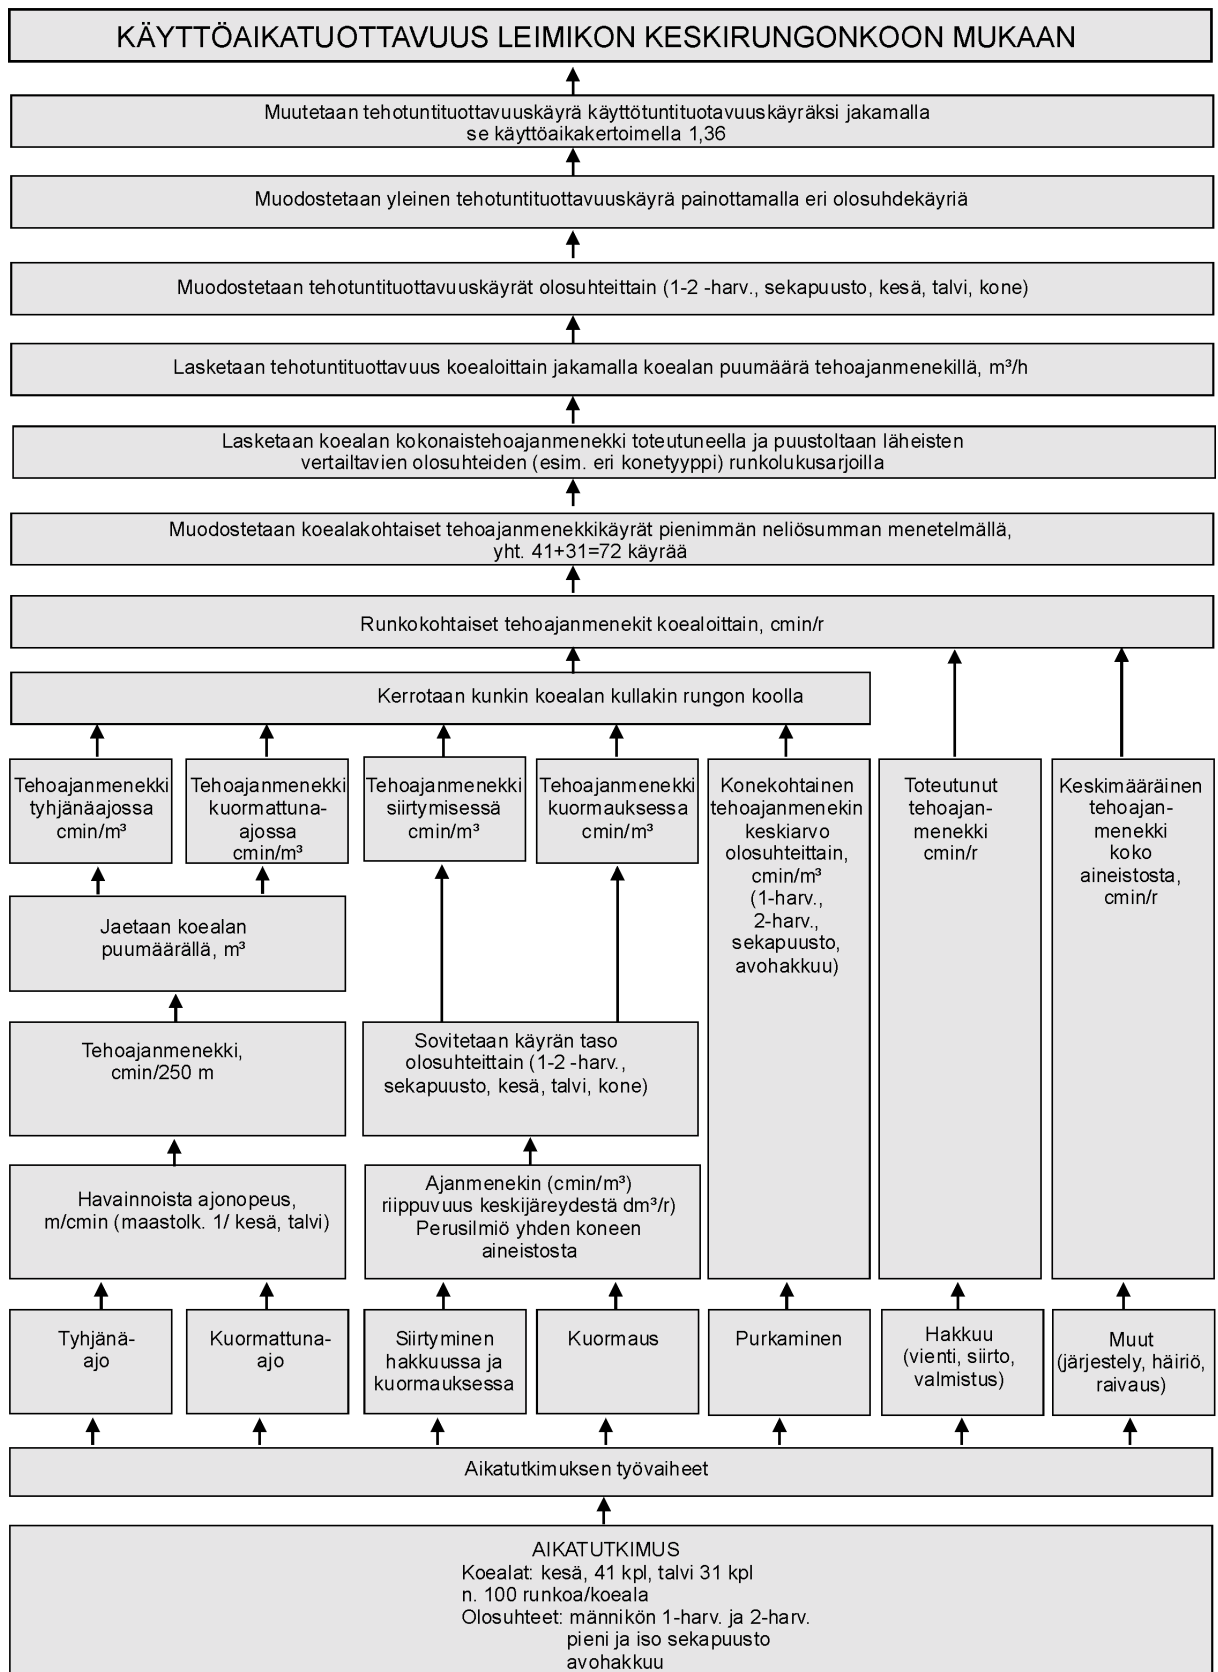 KÄYTTÖAIKATUOTTAVUUS LEIMIKON KESKIRUNGONKOON MUKAAN
Muutetaan tehotuntituottavuuskäyrä käyttötuntituotavuuskäyräksi jakamalla
se käyttöaikakertoimella 1,36
Muodostetaan yleinen tehotuntituottavuuskäyrä painottamalla eri olosuhdekäyriä
Muodostetaan tehotuntituottavuuskäyrät olosuhteittain (1-2 -harv., sekapuusto, kesä, talvi, kone)
Lasketaan tehotuntituottavuus koealoittain jakamalla koealan puumäärä tehoajanmenekillä, m³/h
Lasketaan koealan kokonaistehoajanmenekki toteutuneella ja puustoltaan läheisten
vertailtavien olosuhteiden (esim. eri konetyyppi) runkolukusarjoilla
Muodostetaan koealakohtaiset tehoajanmenekkikäyrät pienimmän neliösumman menetelmällä,
yht. 41+31=72 käyrää
Runkokohtaiset tehoajanmenekit koealoittain, cmin/r
Kerrotaan kunkin koealan kullakin rungon koolla
Tehoajanmenekki
tyhjänäajossa
cmin/m³
Tehoajanmenekki
kuormattuna-
ajossa
cmin/m³
Tehoajanmenekki
siirtymisessä
cmin/m³
Tehoajanmenekki
kuormauksessa
cmin/m³
Konekohtainen
tehoajanmenekin
keskiarvo
olosuhteittain,
cmin/m³
(1-harv.,
2-harv.,
sekapuusto,
avohakkuu)
Toteutunut
tehoajan-
menekki
cmin/r
Keskimääräinen
tehoajan-
menekki
koko
aineistosta,
cmin/r
Jaetaan koealan
puumäärällä, m³
Tehoajanmenekki,
cmin/250 m
Sovitetaan käyrän taso
olosuhteittain (1-2 -harv.,
sekapuusto, kesä, talvi, kone)
Havainnoista ajonopeus,
m/cmin (maastolk. 1/ kesä, talvi)
Ajanmenekin (cmin/m³)
riippuvuus keskijäreydestä dm³/r)
Perusilmiö yhden koneen
aineistosta
Tyhjänä-
ajo
Kuormattuna-
ajo
Siirtyminen
hakkuussa ja
kuormauksessa
Kuormaus
Purkaminen
Hakkuu
(vienti, siirto,
valmistus)
Muut
(järjestely, häiriö,
raivaus)
Aikatutkimuksen työvaiheet
AIKATUTKIMUS
Koealat: kesä, 41 kpl, talvi 31 kpl
n. 100 runkoa/koeala
Olosuhteet: männikön 1-harv. ja 2-harv.
pieni ja iso sekapuusto
avohakkuu